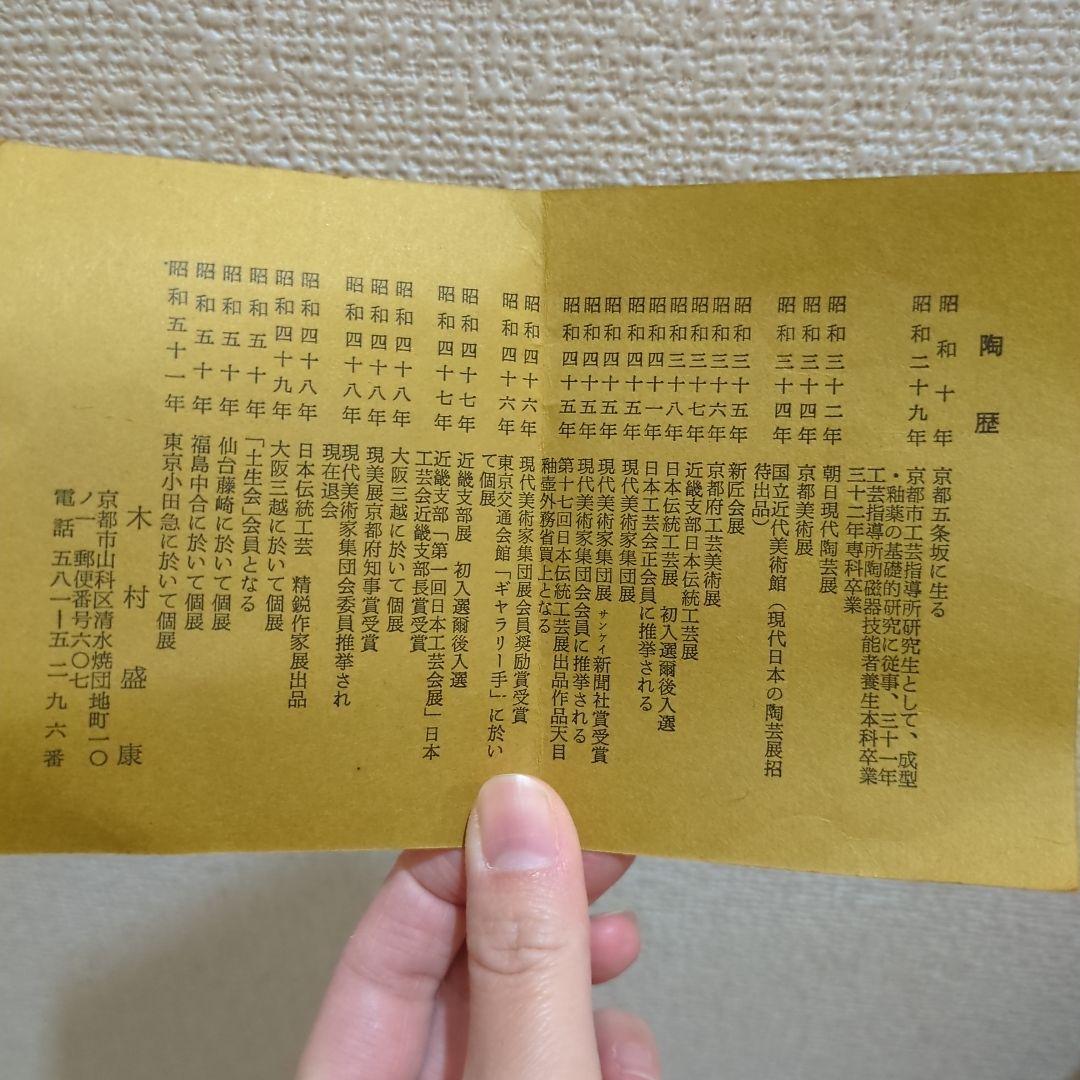 陶歴
昭和十年 京都五条坂に生る
昭和二十九年 京都市工芸指導所研究生として、成型
・釉薬の基礎的研究に従事、三十一年
工芸指導所陶磁器技能者養生本科卒業
三十二年専科卒業
昭和三十二年 朝日現代陶芸展
昭和三十四年 京都美術展
昭和三十四年 国立近代美術館(現代日本の陶芸展招
待出品)
昭和三十五年 新匠会展
昭和三十六年 京都府工芸美術展
昭和三十七年 近畿支部日本伝統工芸展
昭和三十八年 日本伝統工芸展 初入選爾後入選
昭和四十一年 日本工芸会正会員に推挙される
昭和四十五年 現代美術家集団展
昭和四十五年 現代美術家集団展 サンケイ新聞社賞受賞
昭和四十五年 現代美術家集団会会員に推挙される
昭和四十五年 第十七回日本伝統工芸展出品作品天目
釉壷外務省買上となる
昭和四十六年 現代美術家集団展会員奨励賞受賞
昭和四十六年 東京交通会館「ギャラリー手」に於い
て個展
昭和四十七年 近畿支部展 初入選爾後入選
昭和四十七年 近畿支部「第一回日本工芸会展」日本
工芸会近畿支部長賞受賞
昭和四十八年 大阪三越に於いて個展
昭和四十八年 現美展京都府知事賞受賞
昭和四十八年 現代美術家集団会委員推挙され
現在退会
昭和四十八年 日本伝統工芸 精鋭作家展出品
昭和四十九年 大阪三越に於いて個展
昭和五十年 「土生会」会員となる
昭和五十年 仙台藤崎に於いて個展
昭和五十年 福島中合に於いて個展
昭和五十一年 東京小田急に於いて個展
木村盛康
京都市山科区清水焼団地町一〇
ノ一 郵便番号六〇七
電話 五八一ー五二九六番